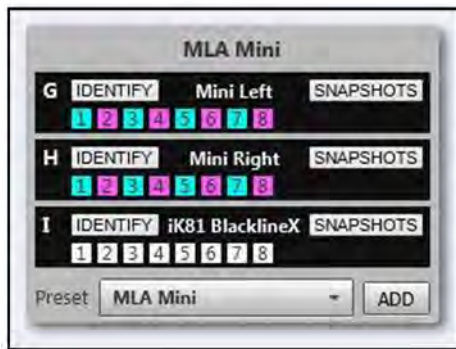 MLA Mini
G IDENTIFY Mini Left SNAPSHOTS
1 2 3 4 5 6 7 8
H IDENTIFY Mini Right SNAPSHOTS
1 2 3 4 5 6 7 8
I IDENTIFY iK81 BlacklineX SNAPSHOTS
1 2 3 4 5 6 7 8
Preset MLA Mini ADD